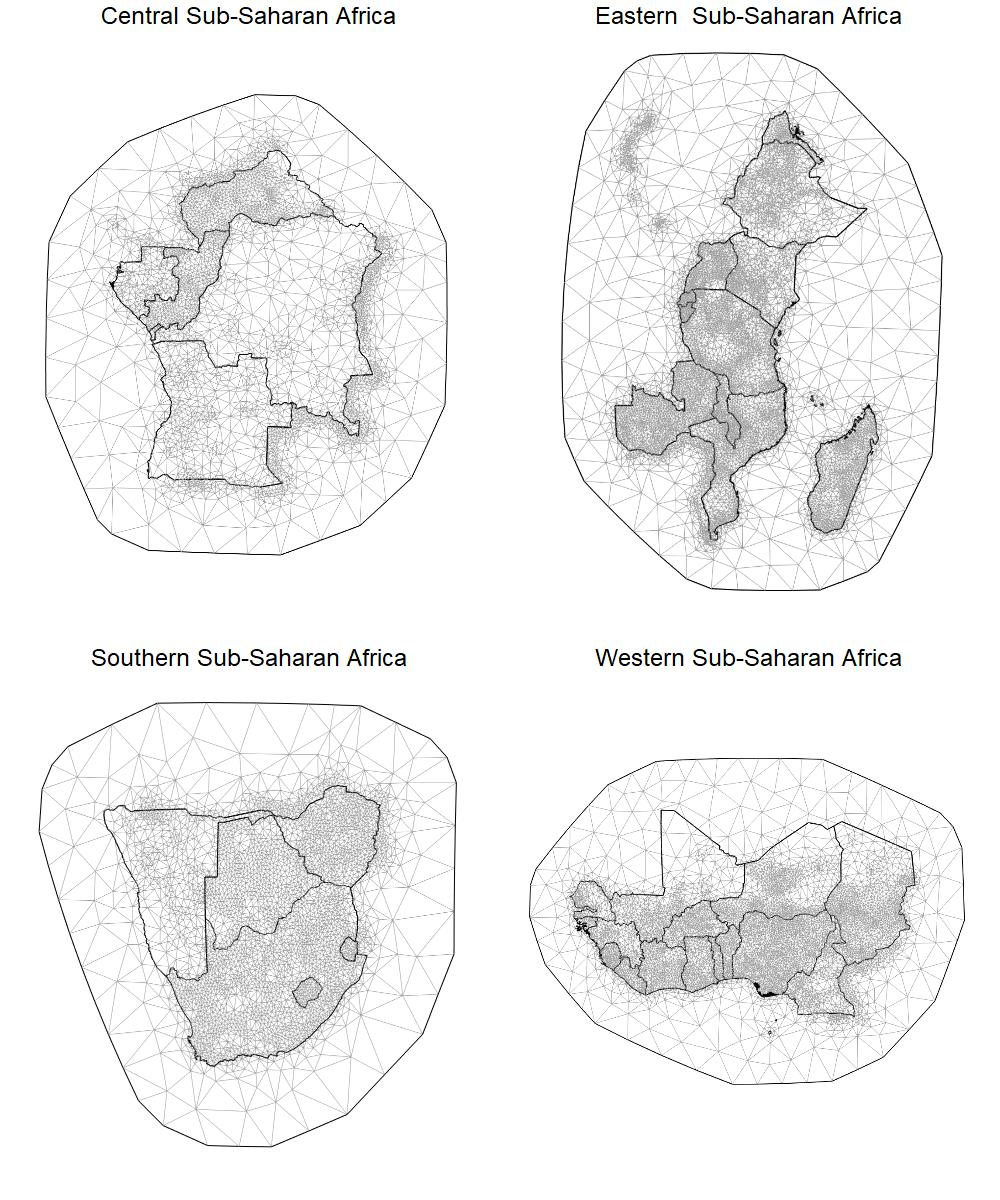 Central Sub-Saharan Africa
Eastern  Sub-Saharan Africa
Southern Sub-Saharan Africa
Western Sub-Saharan Africa